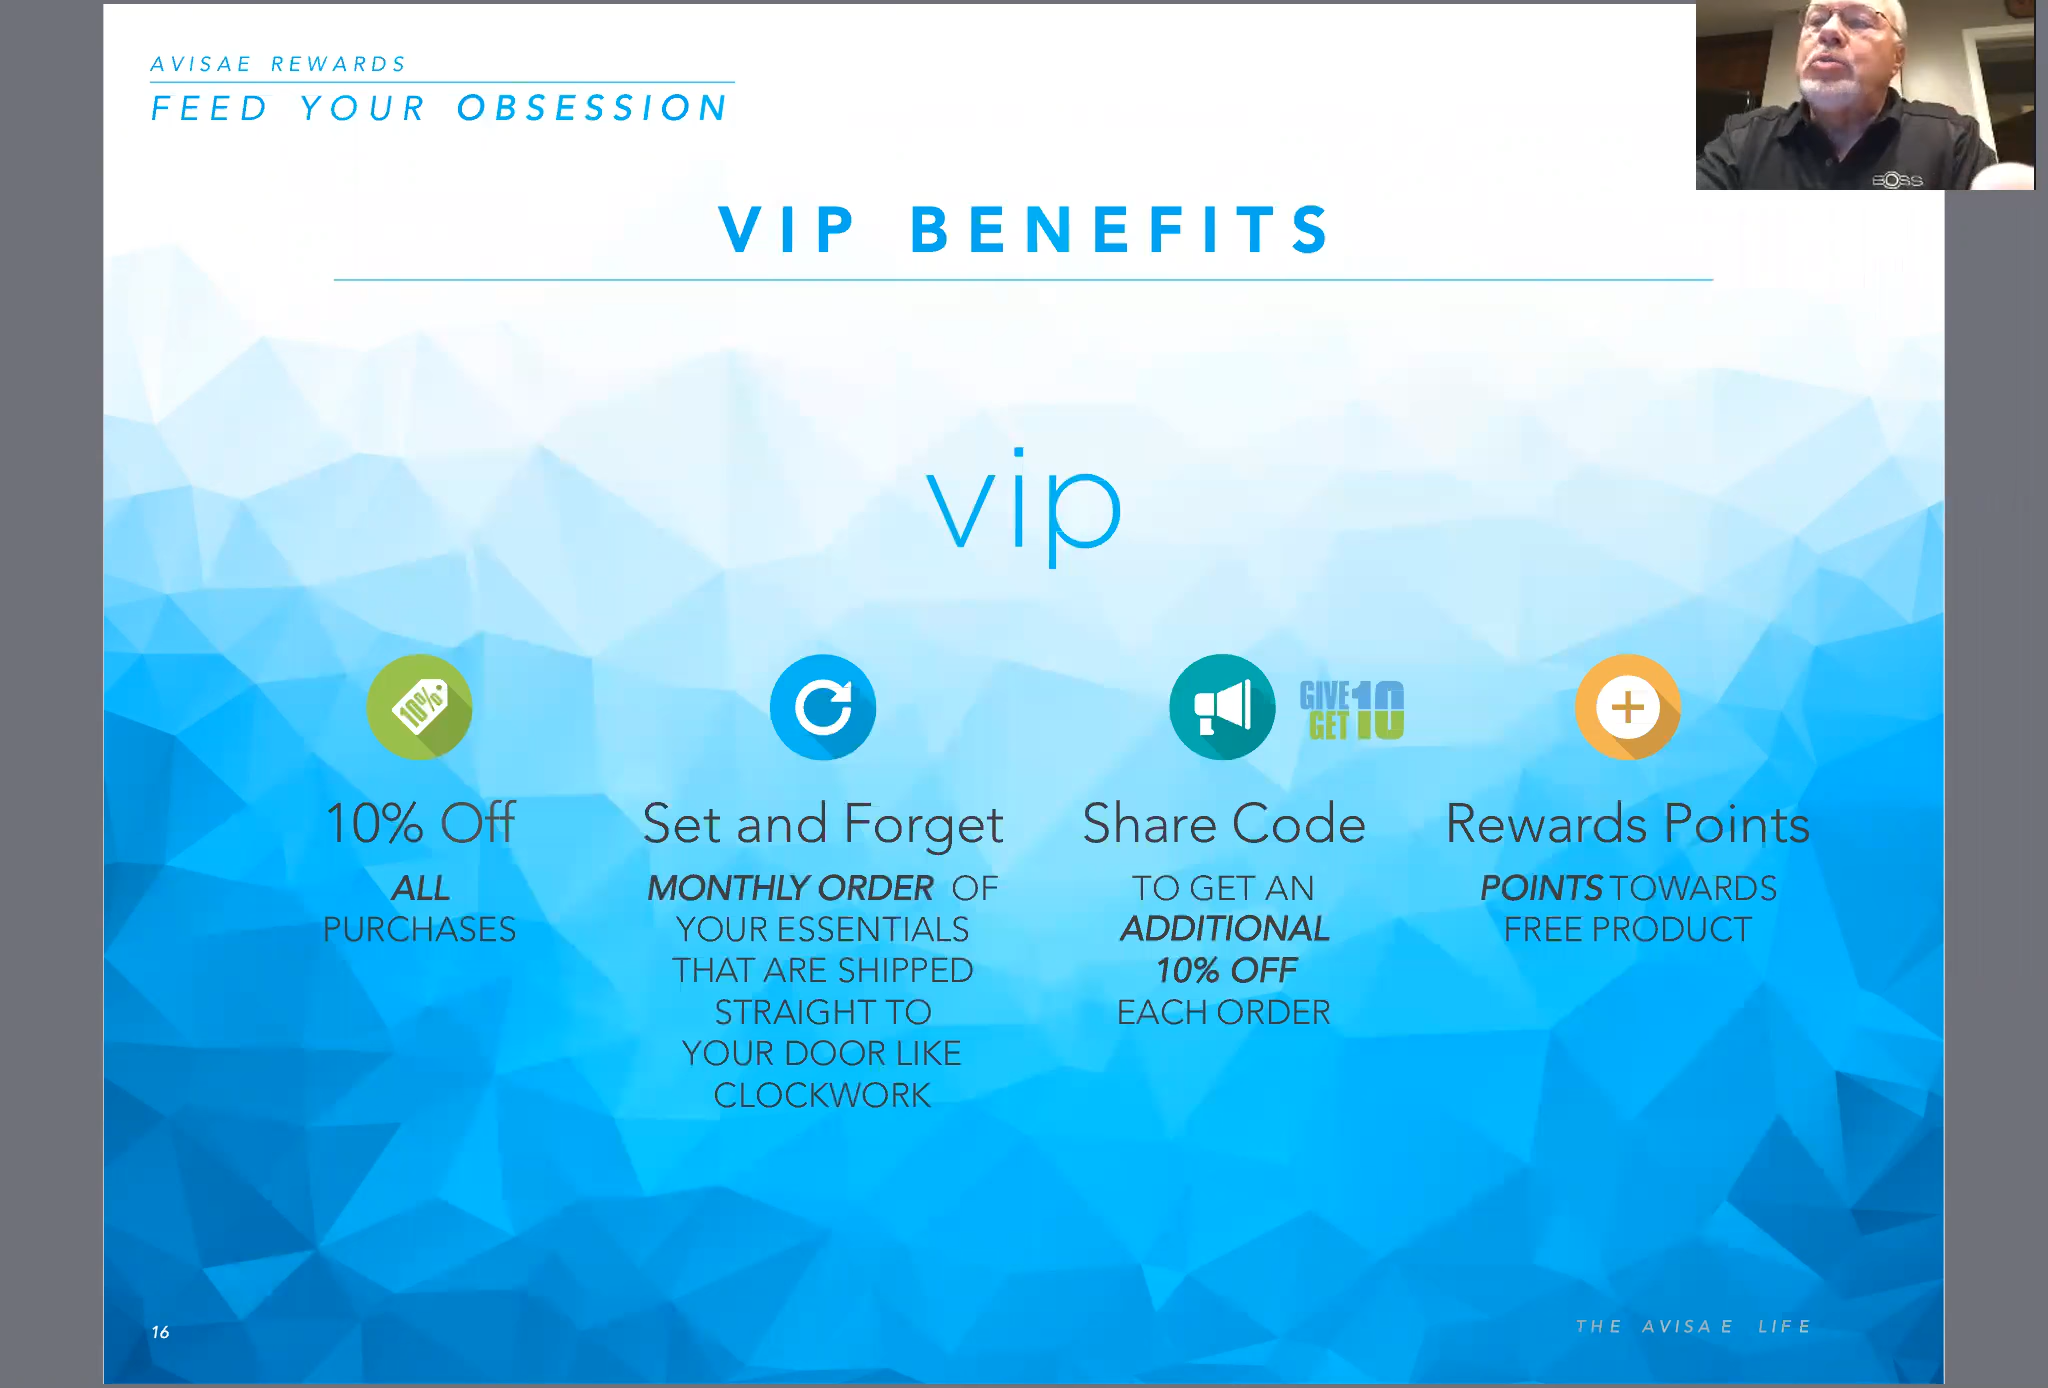 AVISAE REWARDS
FEED YOUR OBSESSION
BOSS
VIP BENEFITS
vip
10%
GIVE 10
GET
10% Off
ALL
PURCHASES
Set and Forget
MONTHLY ORDER OF
YOUR ESSENTIALS
THAT ARE SHIPPED
STRAIGHT TO
YOUR DOOR LIKE
CLOCKWORK
Share Code
TO GET AN
ADDITIONAL
10% OFF
EACH ORDER
Rewards Points
POINTS TOWARDS
FREE PRODUCT
16
THE AVISAE LIFE